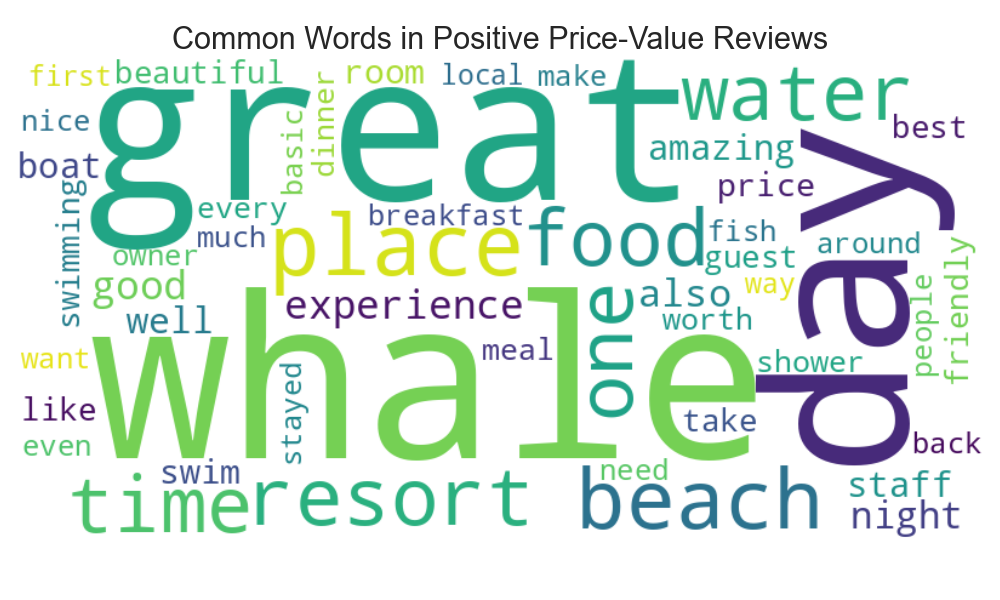 Common Words in Positive Price-Value Reviews
first beautiful room local make
great water
nice dinner basic best
boat amazing
swimming price day
every breakfast
much place food fish around
owner guest
good also way friendly
people
experience one
well worth
whale meal shower
want
like stayed take
even back
swim need
time resort beach staff
night